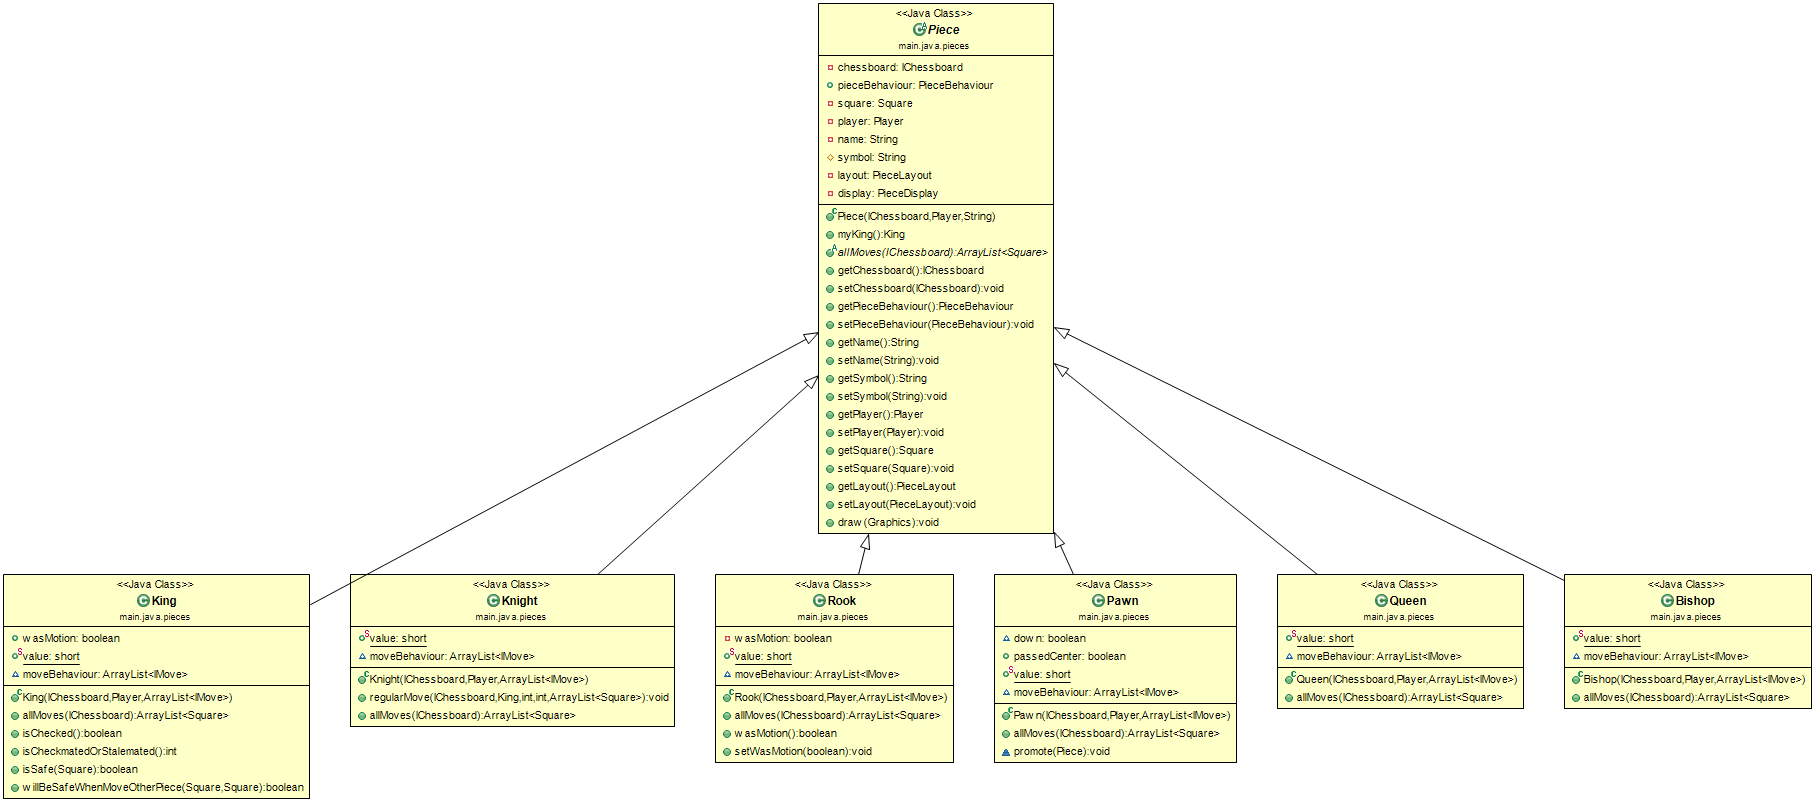 <<Java Class>>
Piece
main.java.pieces
chessboard: IChessboard
pieceBehaviour: PieceBehaviour
square: Square
player: Player
name: String
symbol: String
layout: PieceLayout
display: PieceDisplay
Piece(IChessboard,Player,String)
myKing():King
allMoves(IChessboard):ArrayList<Square>
getChessboard():IChessboard
setChessboard(IChessboard):void
getPieceBehaviour():PieceBehaviour
setPieceBehaviour(PieceBehaviour):void
getName():String
setName(String):void
getSymbol():String
setSymbol(String):void
getPlayer():Player
setPlayer(Player):void
getSquare():Square
setSquare(Square):void
getLayout():PieceLayout
setLayout(PieceLayout):void
draw(Graphics):void
<<Java Class>>
King
main.java.pieces
wasMotion: boolean
value: short
moveBehaviour: ArrayList<IMove>
King(IChessboard,Player,ArrayList<IMove>)
allMoves(IChessboard):ArrayList<Square>
isChecked():boolean
isCheckmatedOrStalemated():int
isSafe(Square):boolean
willBeSafeWhenMoveOtherPiece(Square,Square):boolean
<<Java Class>>
Knight
main.java.pieces
value: short
moveBehaviour: ArrayList<IMove>
Knight(IChessboard,Player,ArrayList<IMove>)
regularMove(IChessboard,King,int,int,ArrayList<Square>):void
allMoves(IChessboard):ArrayList<Square>
<<Java Class>>
Rook
main.java.pieces
wasMotion: boolean
value: short
moveBehaviour: ArrayList<IMove>
Rook(IChessboard,Player,ArrayList<IMove>)
allMoves(IChessboard):ArrayList<Square>
wasMotion():boolean
setWasMotion(boolean):void
<<Java Class>>
Pawn
main.java.pieces
down: boolean
passedCenter: boolean
value: short
moveBehaviour: ArrayList<IMove>
Pawn(IChessboard,Player,ArrayList<IMove>)
allMoves(IChessboard):ArrayList<Square>
promote(Piece):void
<<Java Class>>
Queen
main.java.pieces
value: short
moveBehaviour: ArrayList<IMove>
Queen(IChessboard,Player,ArrayList<IMove>)
allMoves(IChessboard):ArrayList<Square>
<<Java Class>>
Bishop
main.java.pieces
value: short
moveBehaviour: ArrayList<IMove>
Bishop(IChessboard,Player,ArrayList<IMove>)
allMoves(IChessboard):ArrayList<Square>